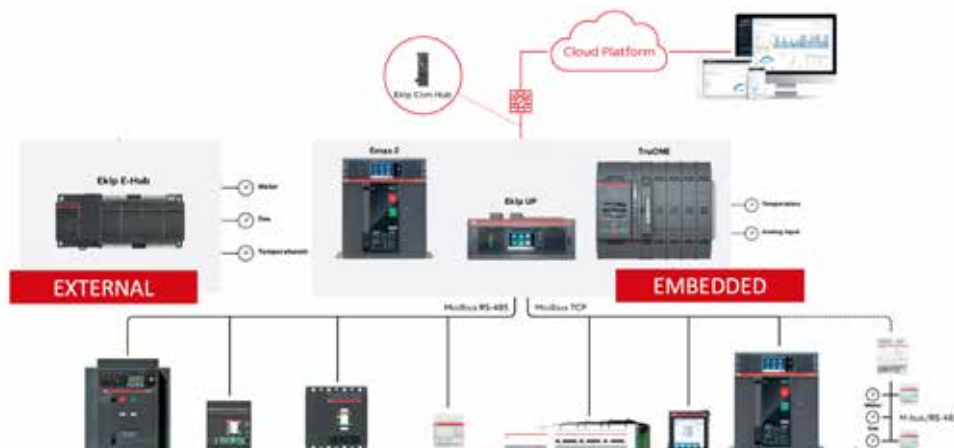 Cloud Platform
Ekip Com Hub
Emax 2
TruONE
Ekip E-Hub
Ekip UP
Water
Gas
Temperature
Temperature
Analog Input
EXTERNAL
EMBEDDED
Modbus RS-485
Modbus TCP
M-bus/RS-48